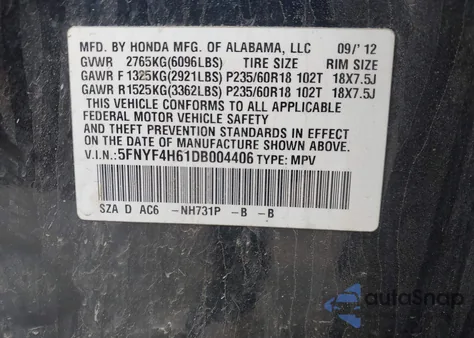 MFD. BY HONDA MFG. OF ALABAMA, LLC 09/'12
GVWR 2765KG(6096LBS) TIRE SIZE RIM SIZE
GAWR F 1325KG(2921LBS) P235/60R18 102T 18X7.5J
GAWR R1525KG(3362LBS) P235/60R18 102T 18X7.5J
THIS VEHICLE CONFORMS TO ALL APPLICABLE
FEDERAL MOTOR VEHICLE SAFETY
AND THEFT PREVENTION STANDARDS IN EFFECT
ON THE DATE OF MANUFACTURE SHOWN ABOVE.
V.I.N.:5FNYF4H61DB004406 TYPE: MPV
SZA D AC6 -NH731P -B -B
autoSnap